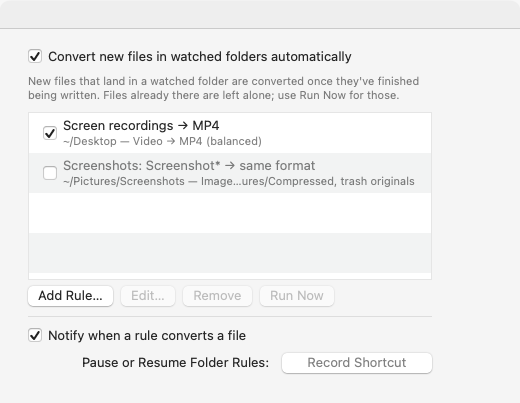 Convert new files in watched folders automatically
New files that land in a watched folder are converted once they've finished
being written. Files already there are left alone; use Run Now for those.
Screen recordings → MP4
~/Desktop — Video → MP4 (balanced)
Screenshots: Screenshot* → same format
~/Pictures/Screenshots — Image...ures/Compressed, trash originals
Add Rule... Edit... Remove Run Now
Notify when a rule converts a file
Pause or Resume Folder Rules: Record Shortcut